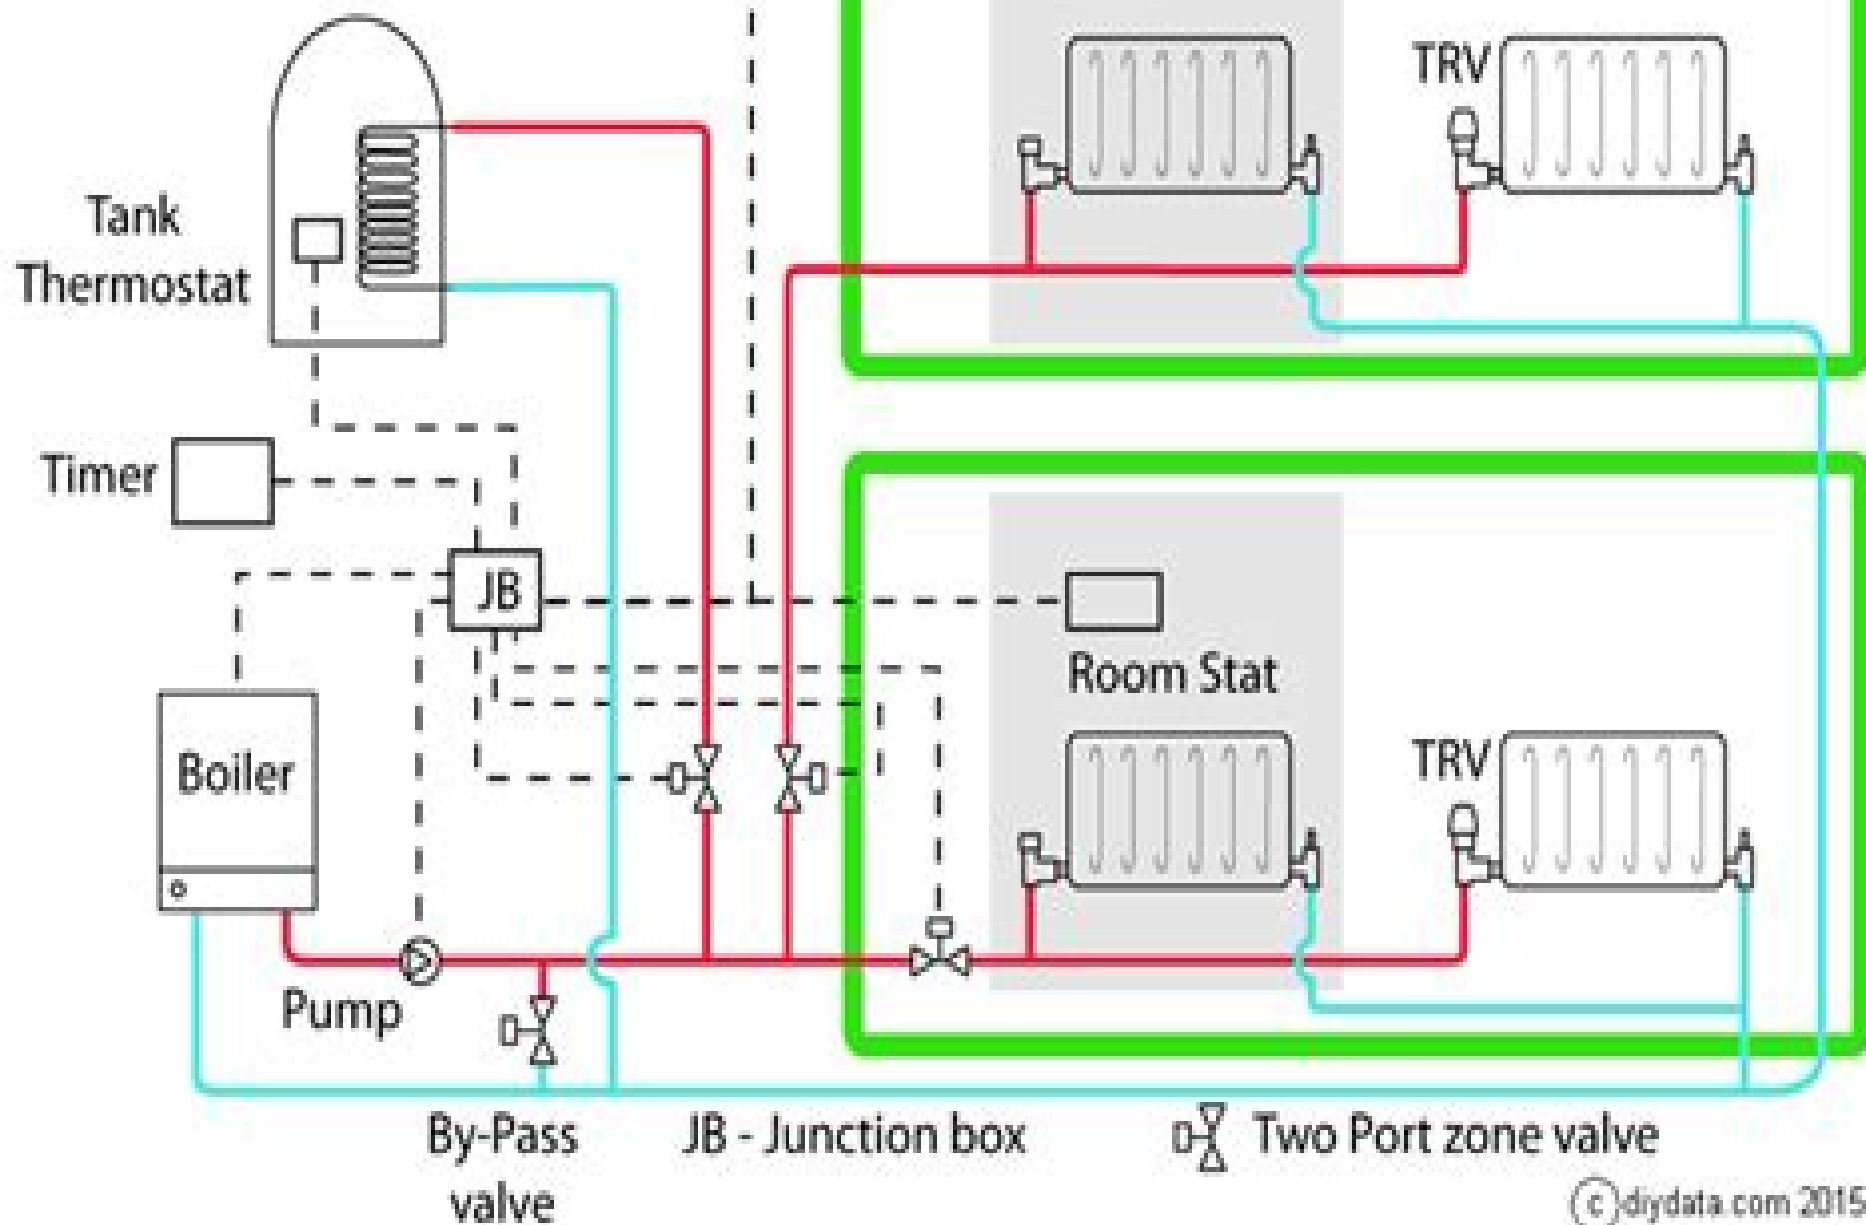 TRV
Tank
Thermostat
Timer
JB
Room Stat
Boiler
TRV
Pump
By-Pass
valve
JB - Junction box
Two Port zone valve
©diydata.com 2015